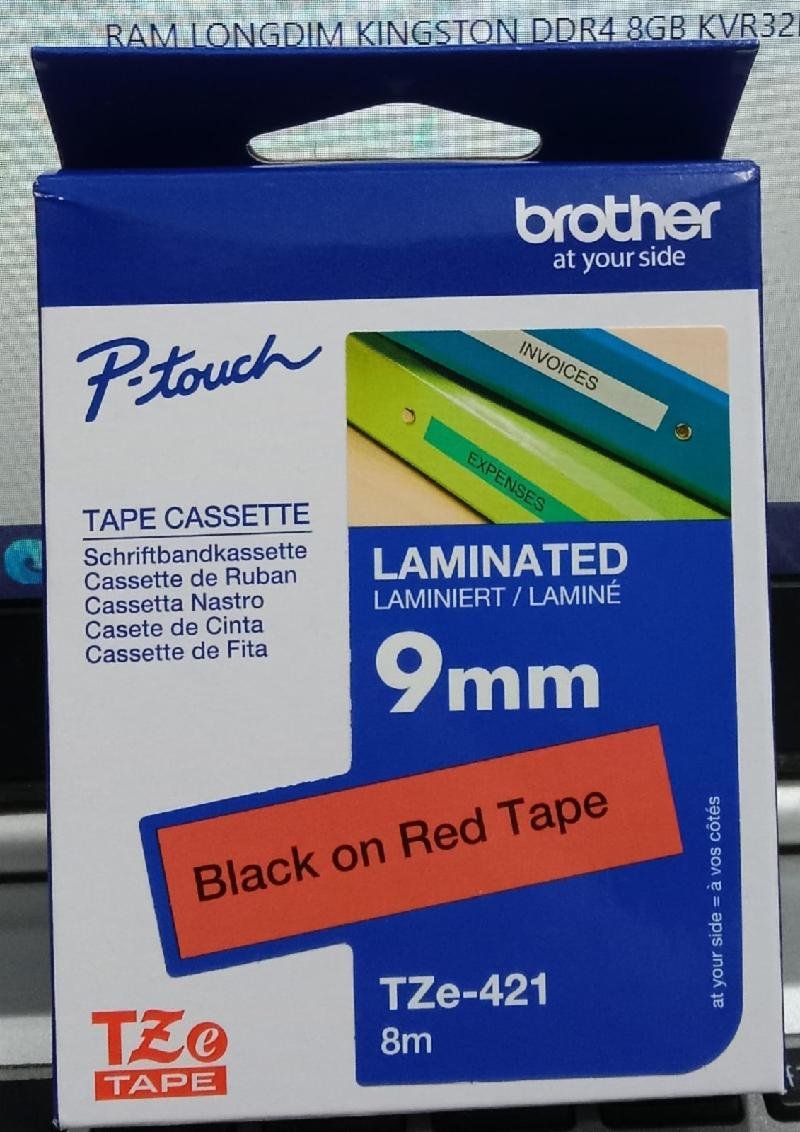 RAM LONGDIM KINGSTON DDR4 8GB KVR32
brother
at your side
P-touch
INVOICES
EXPENSES
TAPE CASSETTE
Schriftbandkassette
Cassette de Ruban
Cassetta Nastro
Casete de Cinta
Cassette de Fita
LAMINATED
LAMINIERT / LAMINÉ
9mm
Black on Red Tape
at your side = à vos côtés
TZe-421
8m
TZe
TAPE